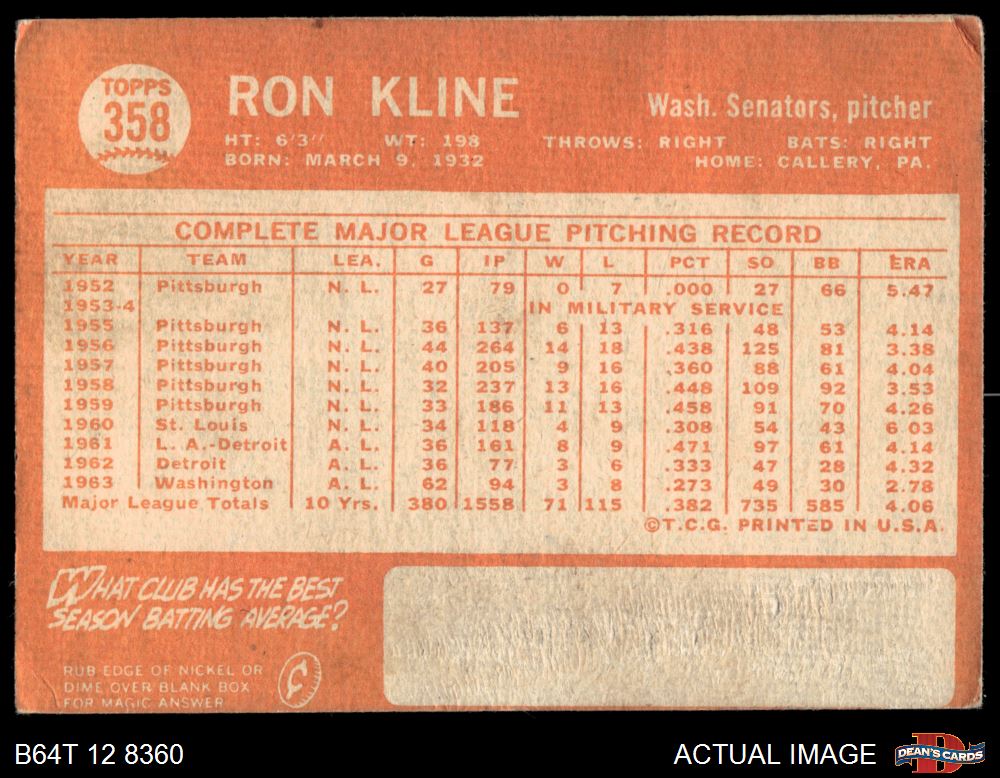 TOPPS
358
RON KLINE
Wash. Senators, pitcher
HT: 6'3" WT: 198 THROWS: RIGHT BATS: RIGHT
BORN: MARCH 9, 1932 HOME: CALLERY, PA.
COMPLETE MAJOR LEAGUE PITCHING RECORD
YEAR TEAM LEA. G IP W L PCT SO BB ERA
1952 Pittsburgh N. L. 27 79 0 7 .000 27 66 5.47
1953-4 IN MILITARY SERVICE
1955 Pittsburgh N. L. 36 137 6 13 .316 48 53 4.14
1956 Pittsburgh N. L. 44 264 14 18 .438 125 81 3.38
1957 Pittsburgh N. L. 40 205 9 16 .360 88 61 4.04
1958 Pittsburgh N. L. 32 237 13 16 .448 109 92 3.53
1959 Pittsburgh N. L. 33 186 11 13 .458 91 70 4.26
1960 St. Louis N. L. 34 118 4 9 .308 54 43 6.03
1961 L. A.-Detroit A. L. 36 161 8 9 .471 97 61 4.14
1962 Detroit A. L. 36 77 3 6 .333 47 28 4.32
1963 Washington A. L. 62 94 3 8 .273 49 30 2.78
Major League Totals 10 Yrs. 380 1558 71 115 .382 735 585 4.06
©T.C.G. PRINTED IN U.S.A.
WHAT CLUB HAS THE BEST
SEASON BATTING AVERAGE?
RUB EDGE OF NICKEL OR
DIME OVER BLANK BOX
FOR MAGIC ANSWER
B64T 12 8360
ACTUAL IMAGE
DEAN'S CARDS